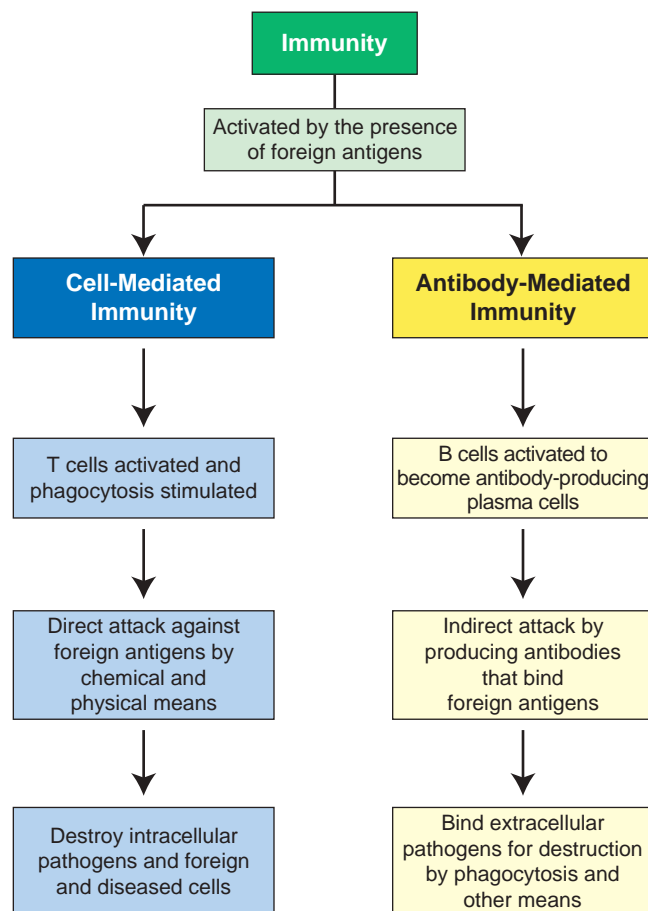 Immunity
Activated by the presence
of foreign antigens
Cell-Mediated
Immunity
T cells activated and
phagocytosis stimulated
Direct attack against
foreign antigens by
chemical and
physical means
Destroy intracellular
pathogens and foreign
and diseased cells
Antibody-Mediated
Immunity
B cells activated to
become antibody-producing
plasma cells
Indirect attack by
producing antibodies
that bind
foreign antigens
Bind extracellular
pathogens for destruction
by phagocytosis and
other means